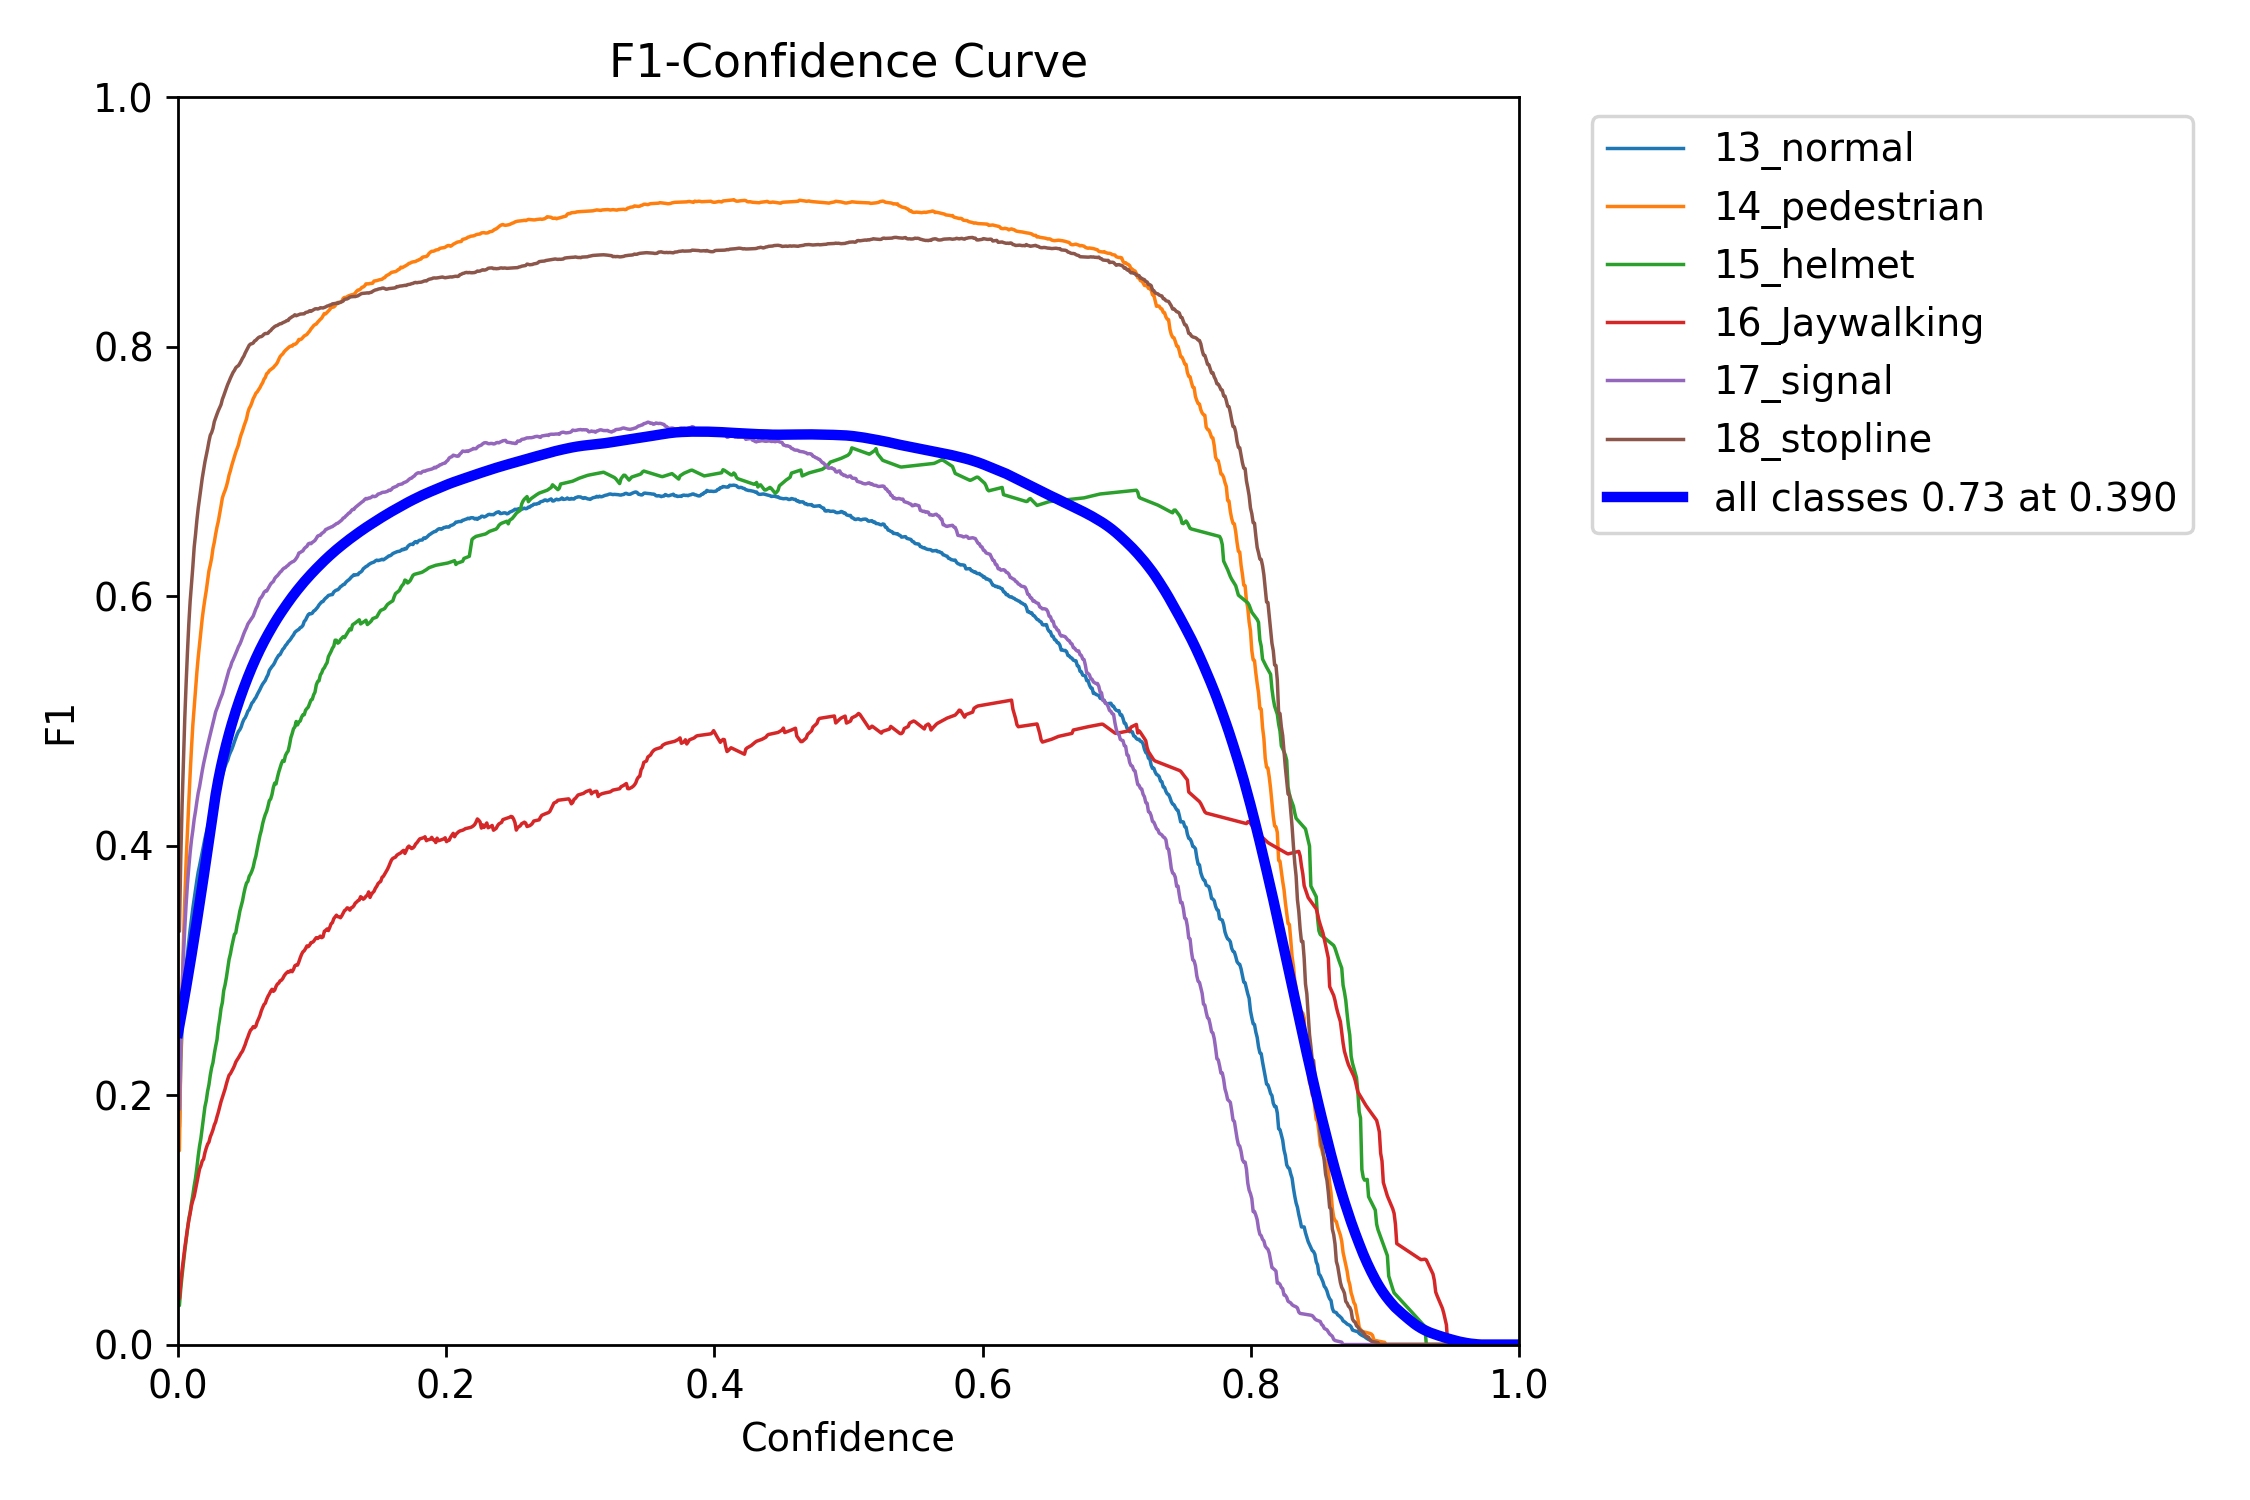 F1-Confidence Curve
1.0
0.8
0.6
0.4
0.2
0.0
F1
0.0 0.2 0.4 0.6 0.8 1.0
Confidence
13_normal
14_pedestrian
15_helmet
16_Jaywalking
17_signal
18_stopline
all classes 0.73 at 0.390